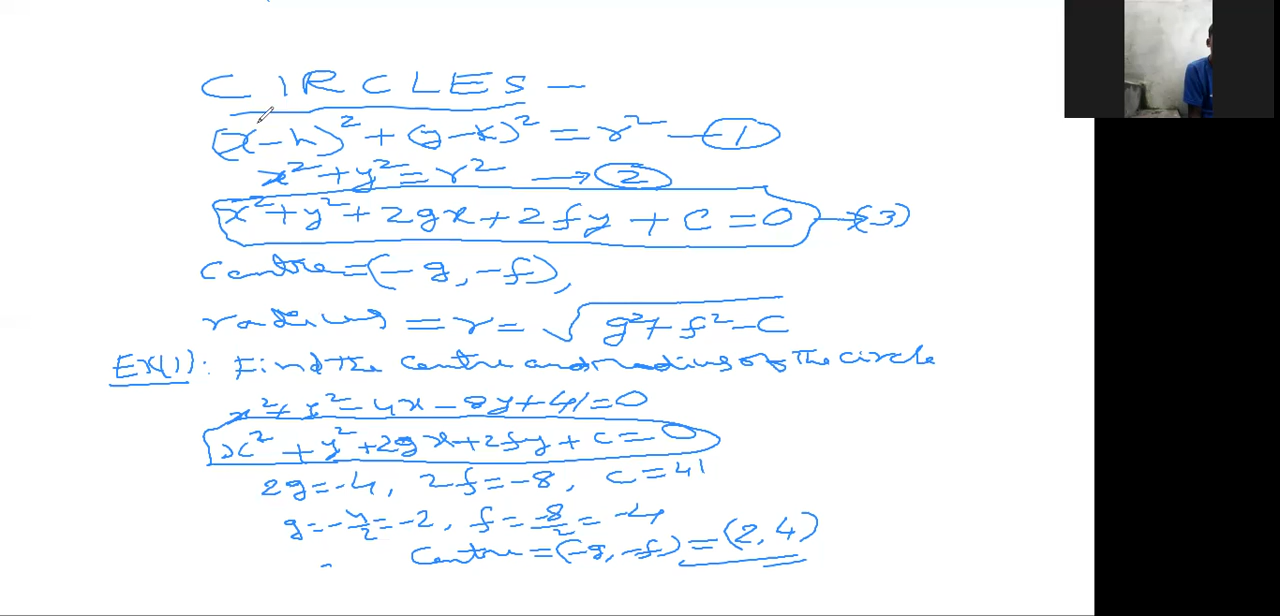 CIRCLES –
(x-h)² + (y-k)² = r² — 1
x² + y² = r² → 2
x² + y² + 2gx + 2fy + c = 0 → (3)
centre = (-g, -f),
radius = r = √g² + f² - c
EX(1): Find the centre and radius of the circle
x² + y² - 4x - 8y + 41 = 0
x² + y² + 2gx + 2fy + c = 0
2g = -4, 2f = -8, c = 41
g = -4/2 = -2, f = -8/2 = -4
centre = (-g, -f) = (2, 4)